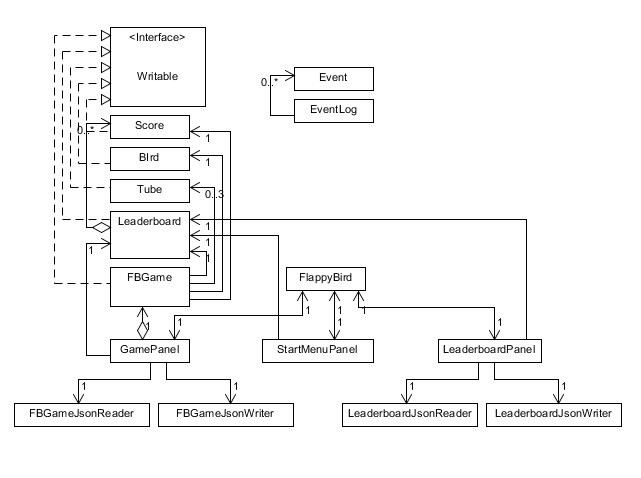 <Interface>
Writable
Event
0..*
EventLog
Score
0..*
1
BIrd
1
Tube
0..3
Leaderboard
1
1
1
1
FBGame
FlappyBird
1
1
1
1
1
1
1
GamePanel
StartMenuPanel
LeaderboardPanel
1
1
1
1
FBGameJsonReader
FBGameJsonWriter
LeaderboardJsonReader
LeaderboardJsonWriter